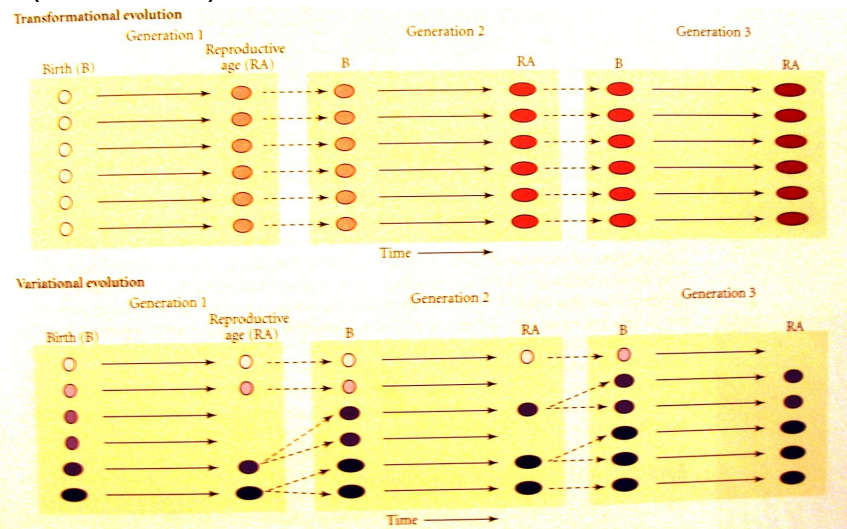 Transformational evolution
Generation 1
Generation 2
Generation 3
Reproductive
Birth (B)
age (RA)
B
RA
B
RA
Time
Variational evolution
Generation 1
Generation 2
Generation 3
Reproductive
Birth (B)
age (RA)
B
RA
B
RA
Time